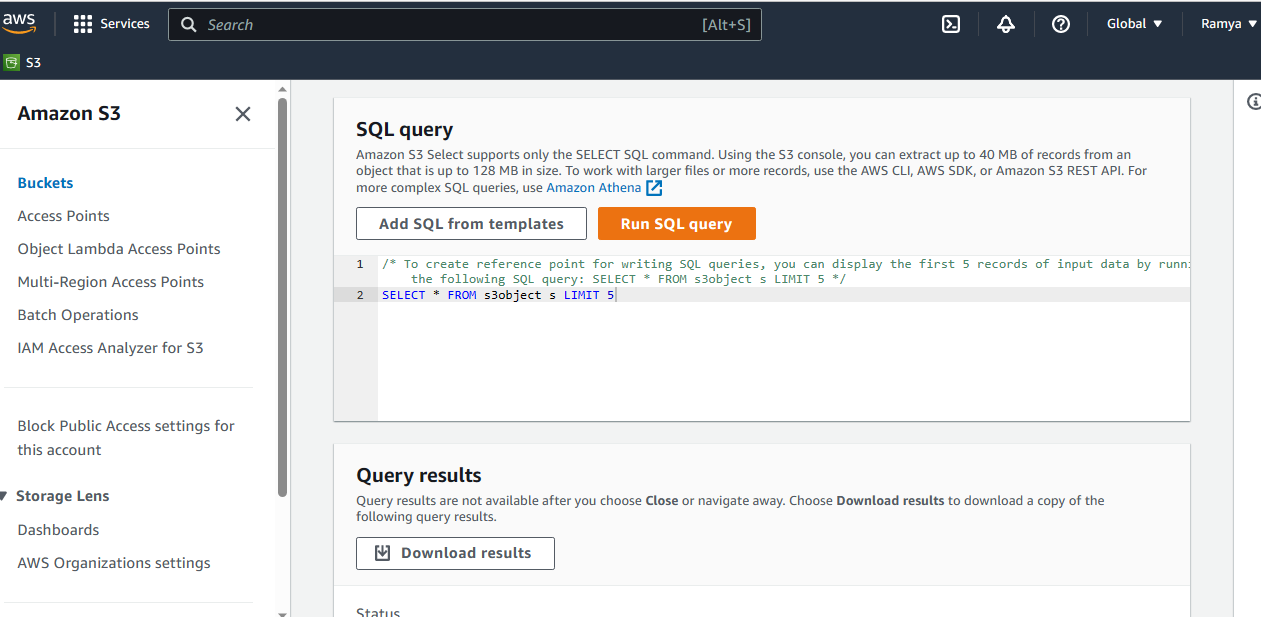 aws
Services
Search
[Alt+S]
Global
Ramya
S3
Amazon S3
Buckets
Access Points
Object Lambda Access Points
Multi-Region Access Points
Batch Operations
IAM Access Analyzer for S3
Block Public Access settings for
this account
Storage Lens
Dashboards
AWS Organizations settings
SQL query
Amazon S3 Select supports only the SELECT SQL command. Using the S3 console, you can extract up to 40 MB of records from an
object that is up to 128 MB in size. To work with larger files or more records, use the AWS CLI, AWS SDK, or Amazon S3 REST API. For
more complex SQL queries, use Amazon Athena
Add SQL from templates
Run SQL query
1 /* To create reference point for writing SQL queries, you can display the first 5 records of input data by runni
the following SQL query: SELECT * FROM s3object s LIMIT 5 */
2 SELECT * FROM s3object s LIMIT 5
Query results
Query results are not available after you choose Close or navigate away. Choose Download results to download a copy of the
following query results.
Download results
Status